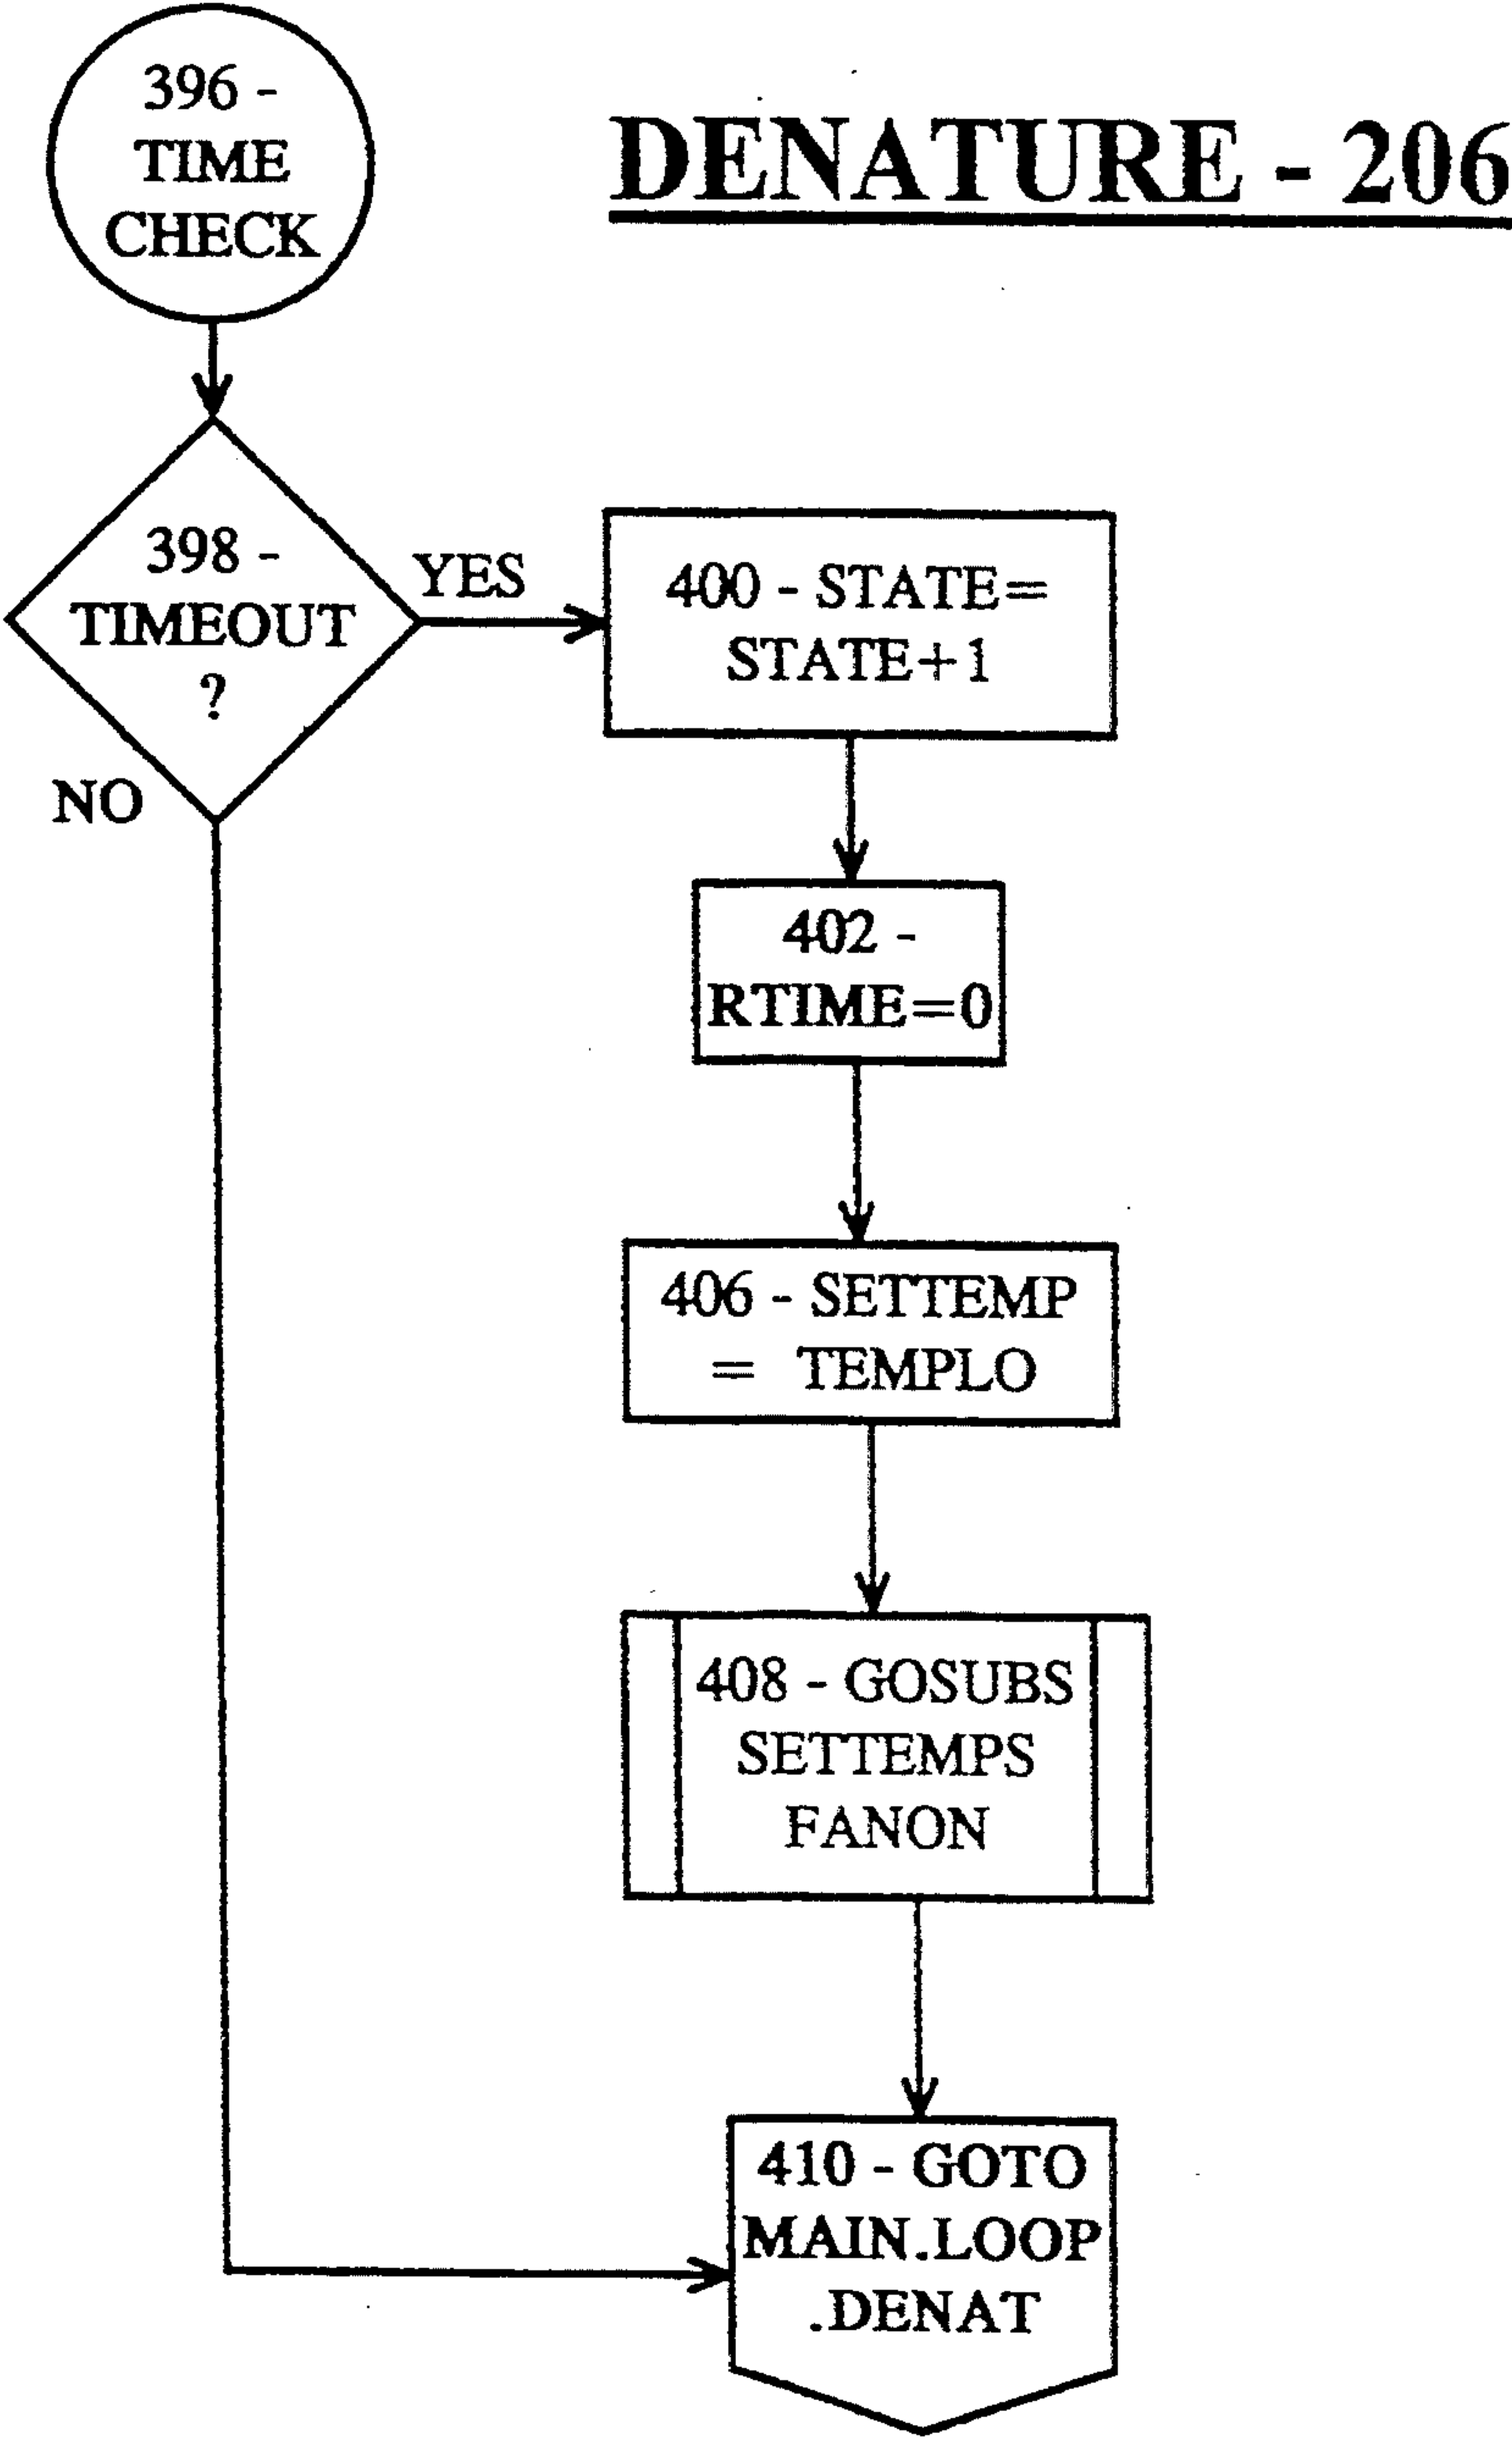 DENATURE - 206
396 -
TIME
CHECK
398 -
TIMEOUT
?
YES
NO
400 - STATE=
STATE+1
402 -
RTIME=0
406 - SETTEMP
= TEMPLO
408 - GOSUBS
SETTEMPS
FANON
410 - GOTO
MAIN.LOOP
.DENAT